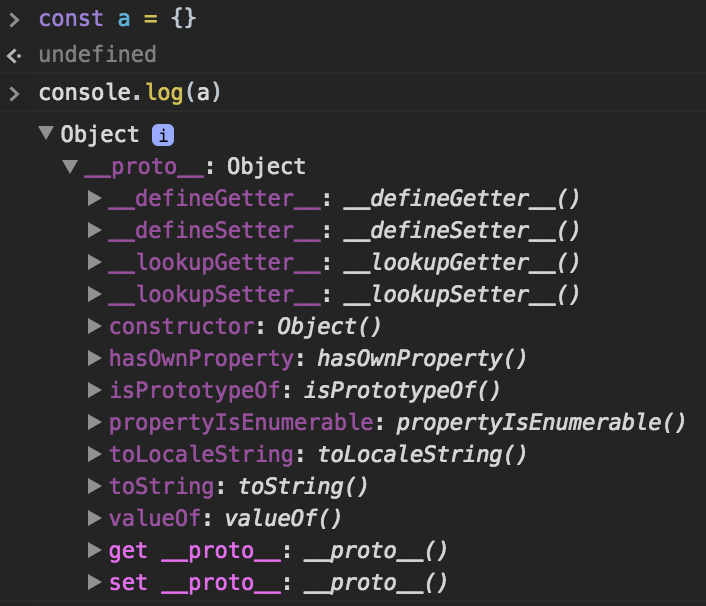 > const a = {}
undefined
> console.log(a)
▼ Object i
▼ __proto__: Object
▶ __defineGetter__: __defineGetter__()
▶ __defineSetter__: __defineSetter__()
▶ __lookupGetter__: __lookupGetter__()
▶ __lookupSetter__: __lookupSetter__()
▶ constructor: Object()
▶ hasOwnProperty: hasOwnProperty()
▶ isPrototypeOf: isPrototypeOf()
▶ propertyIsEnumerable: propertyIsEnumerable()
▶ toLocaleString: toLocaleString()
▶ toString: toString()
▶ valueOf: valueOf()
▶ get __proto__: __proto__()
▶ set __proto__: __proto__()